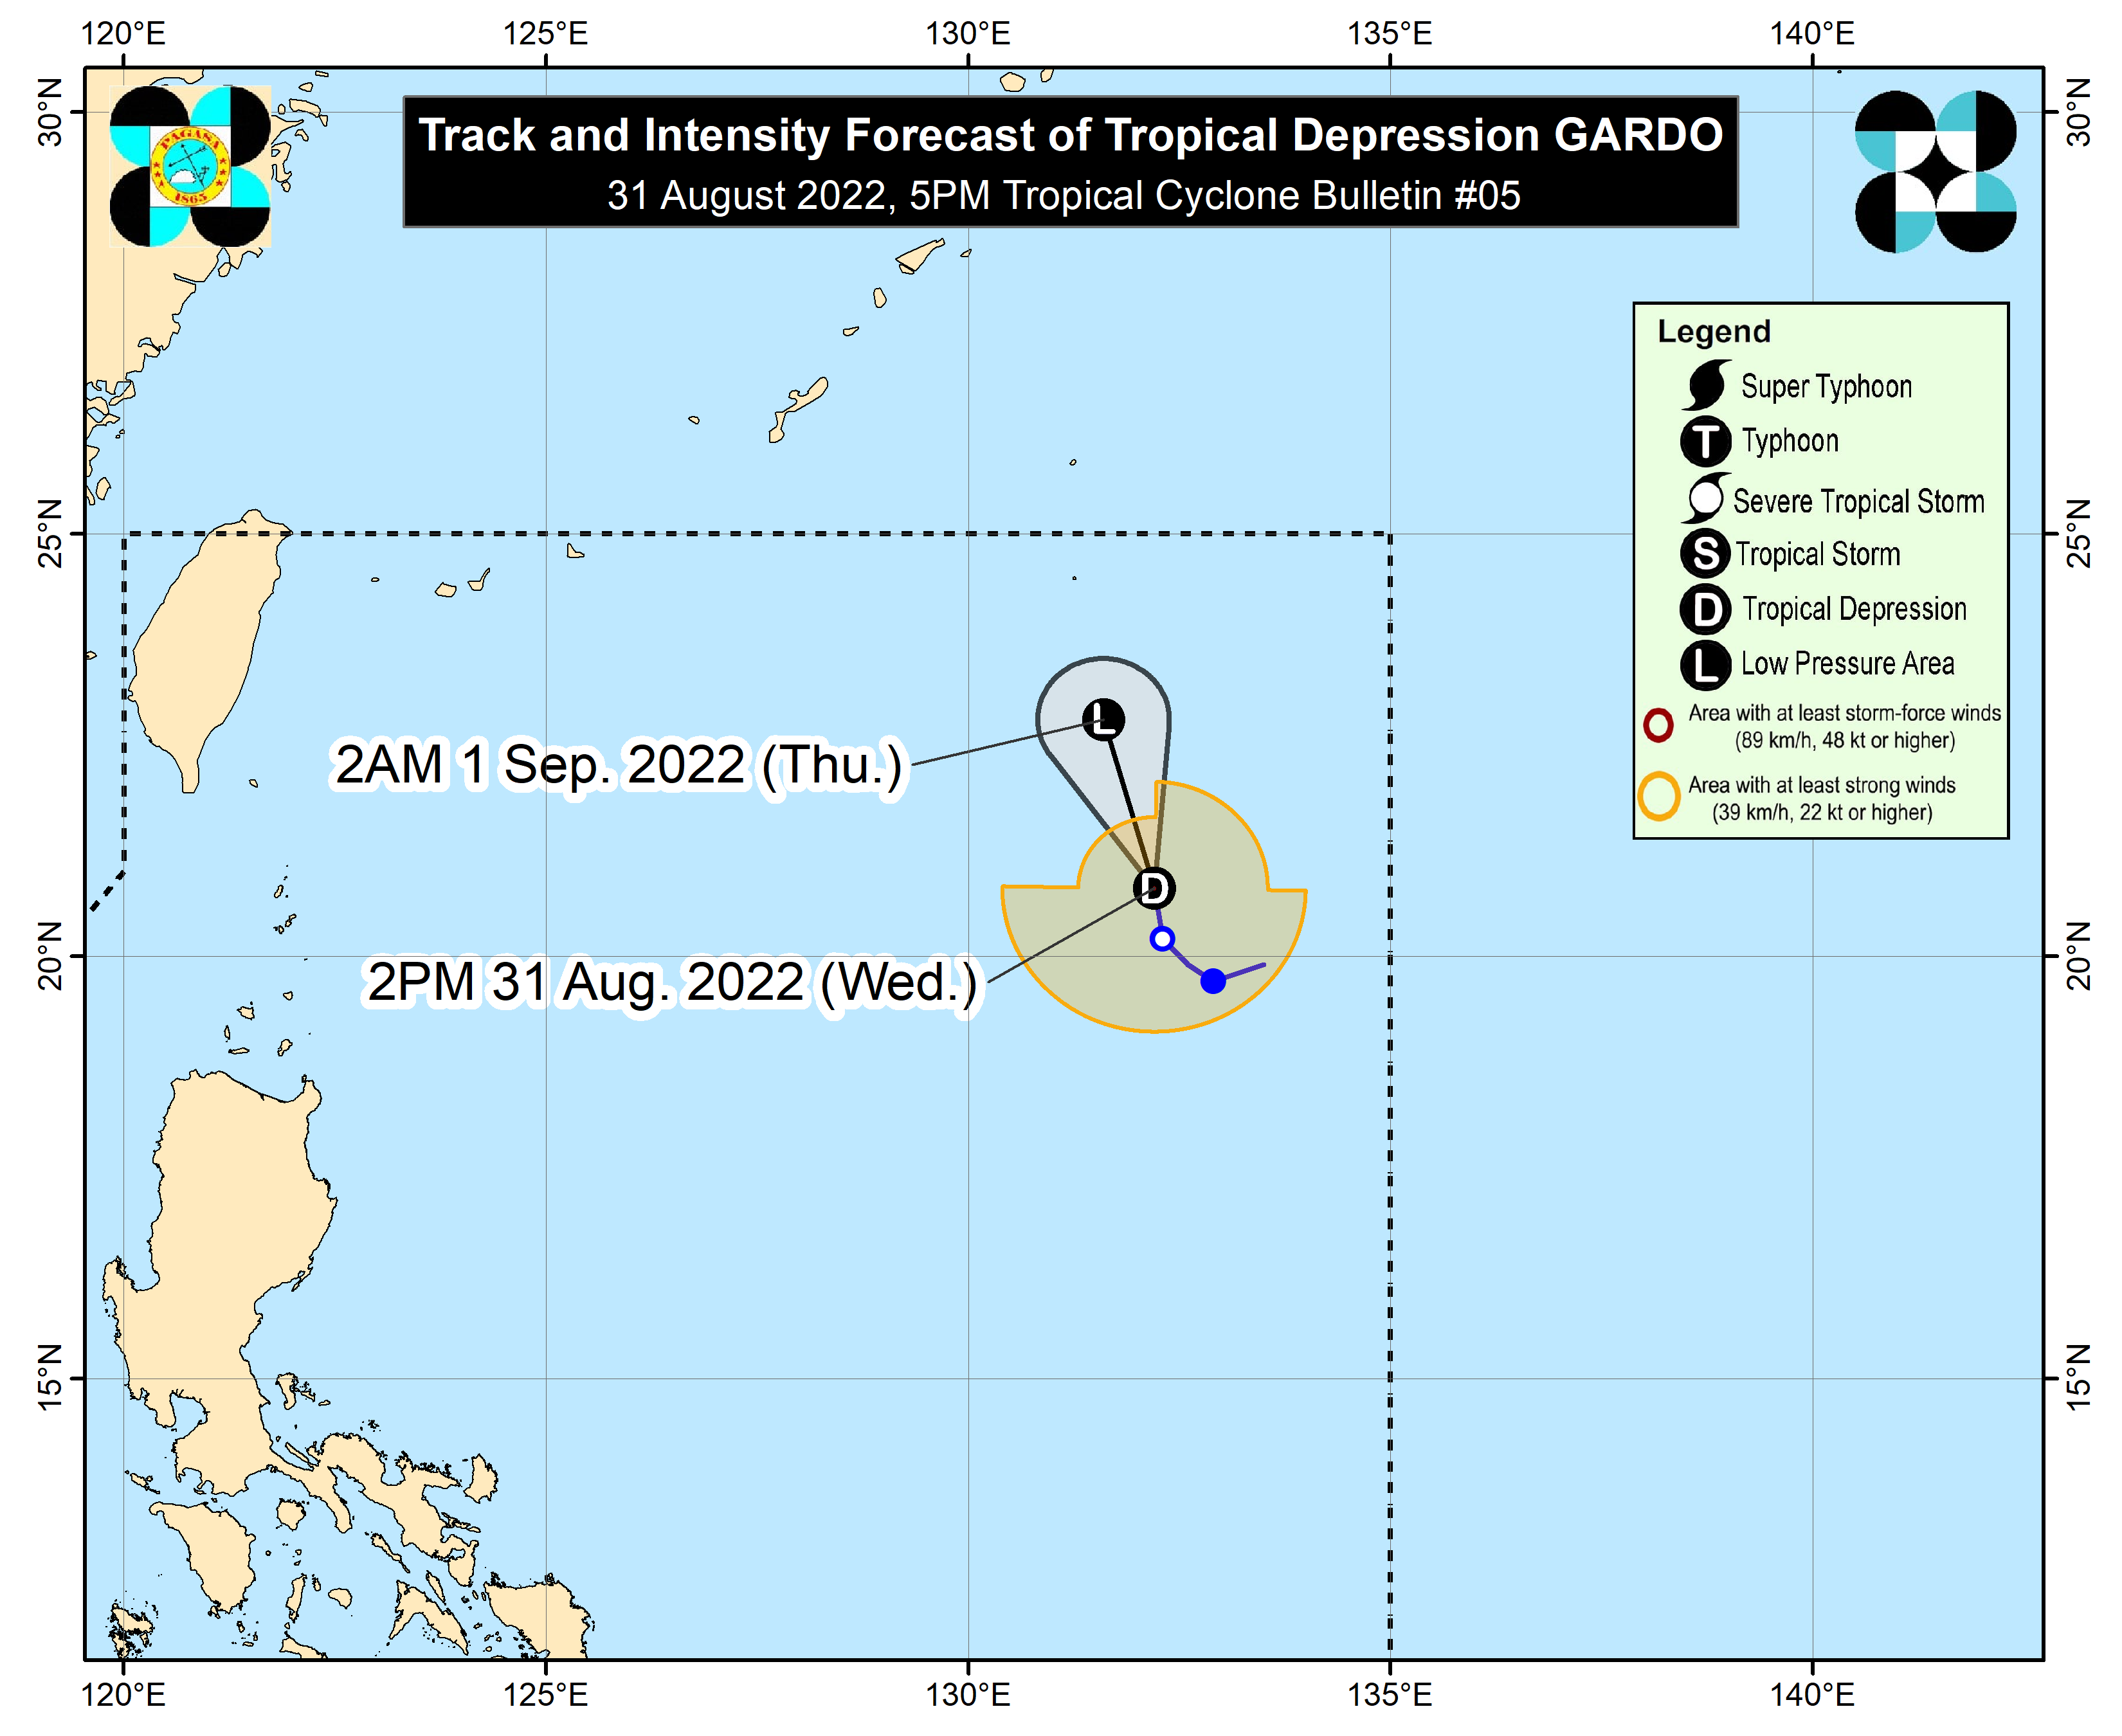 120°E 125°E 130°E 135°E 140°E
30°N 30°N
Track and Intensity Forecast of Tropical Depression GARDO
31 August 2022, 5PM Tropical Cyclone Bulletin #05
PAGASA
1865
Legend
Super Typhoon
T Typhoon
Severe Tropical Storm
S Tropical Storm
D Tropical Depression
L Low Pressure Area
Area with at least storm-force winds
(89 km/h, 48 kt or higher)
Area with at least strong winds
(39 km/h, 22 kt or higher)
25°N 25°N
L
2AM 1 Sep. 2022 (Thu.)
D
2PM 31 Aug. 2022 (Wed.)
20°N 20°N
15°N 15°N
120°E 125°E 130°E 135°E 140°E